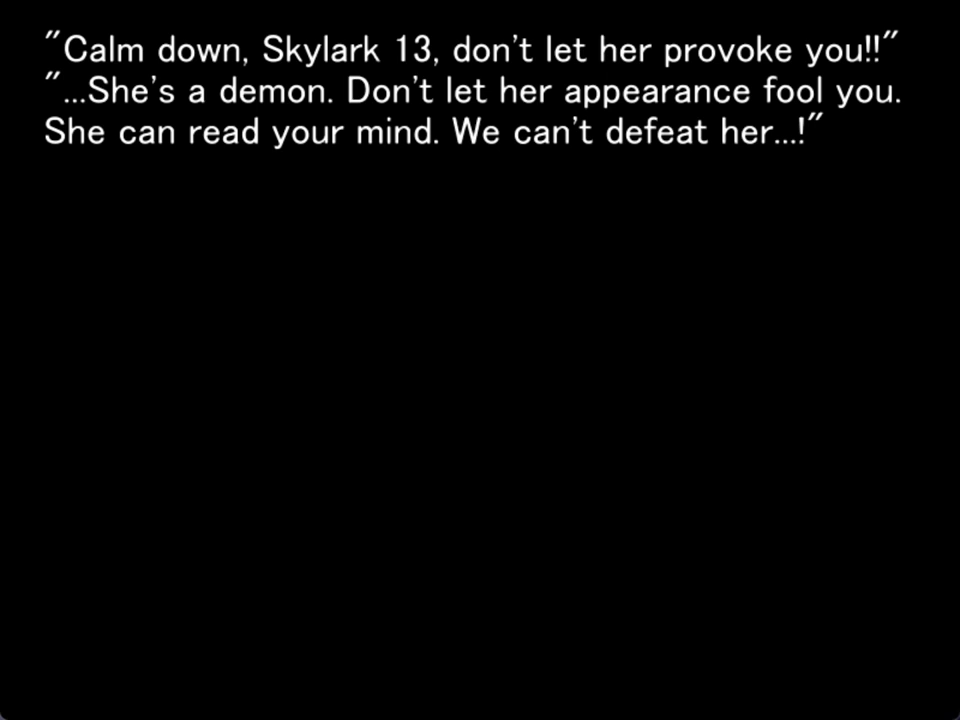 "Calm down, Skylark 13, don't let her provoke you!!"
"...She's a demon. Don't let her appearance fool you.
She can read your mind. We can't defeat her...!"